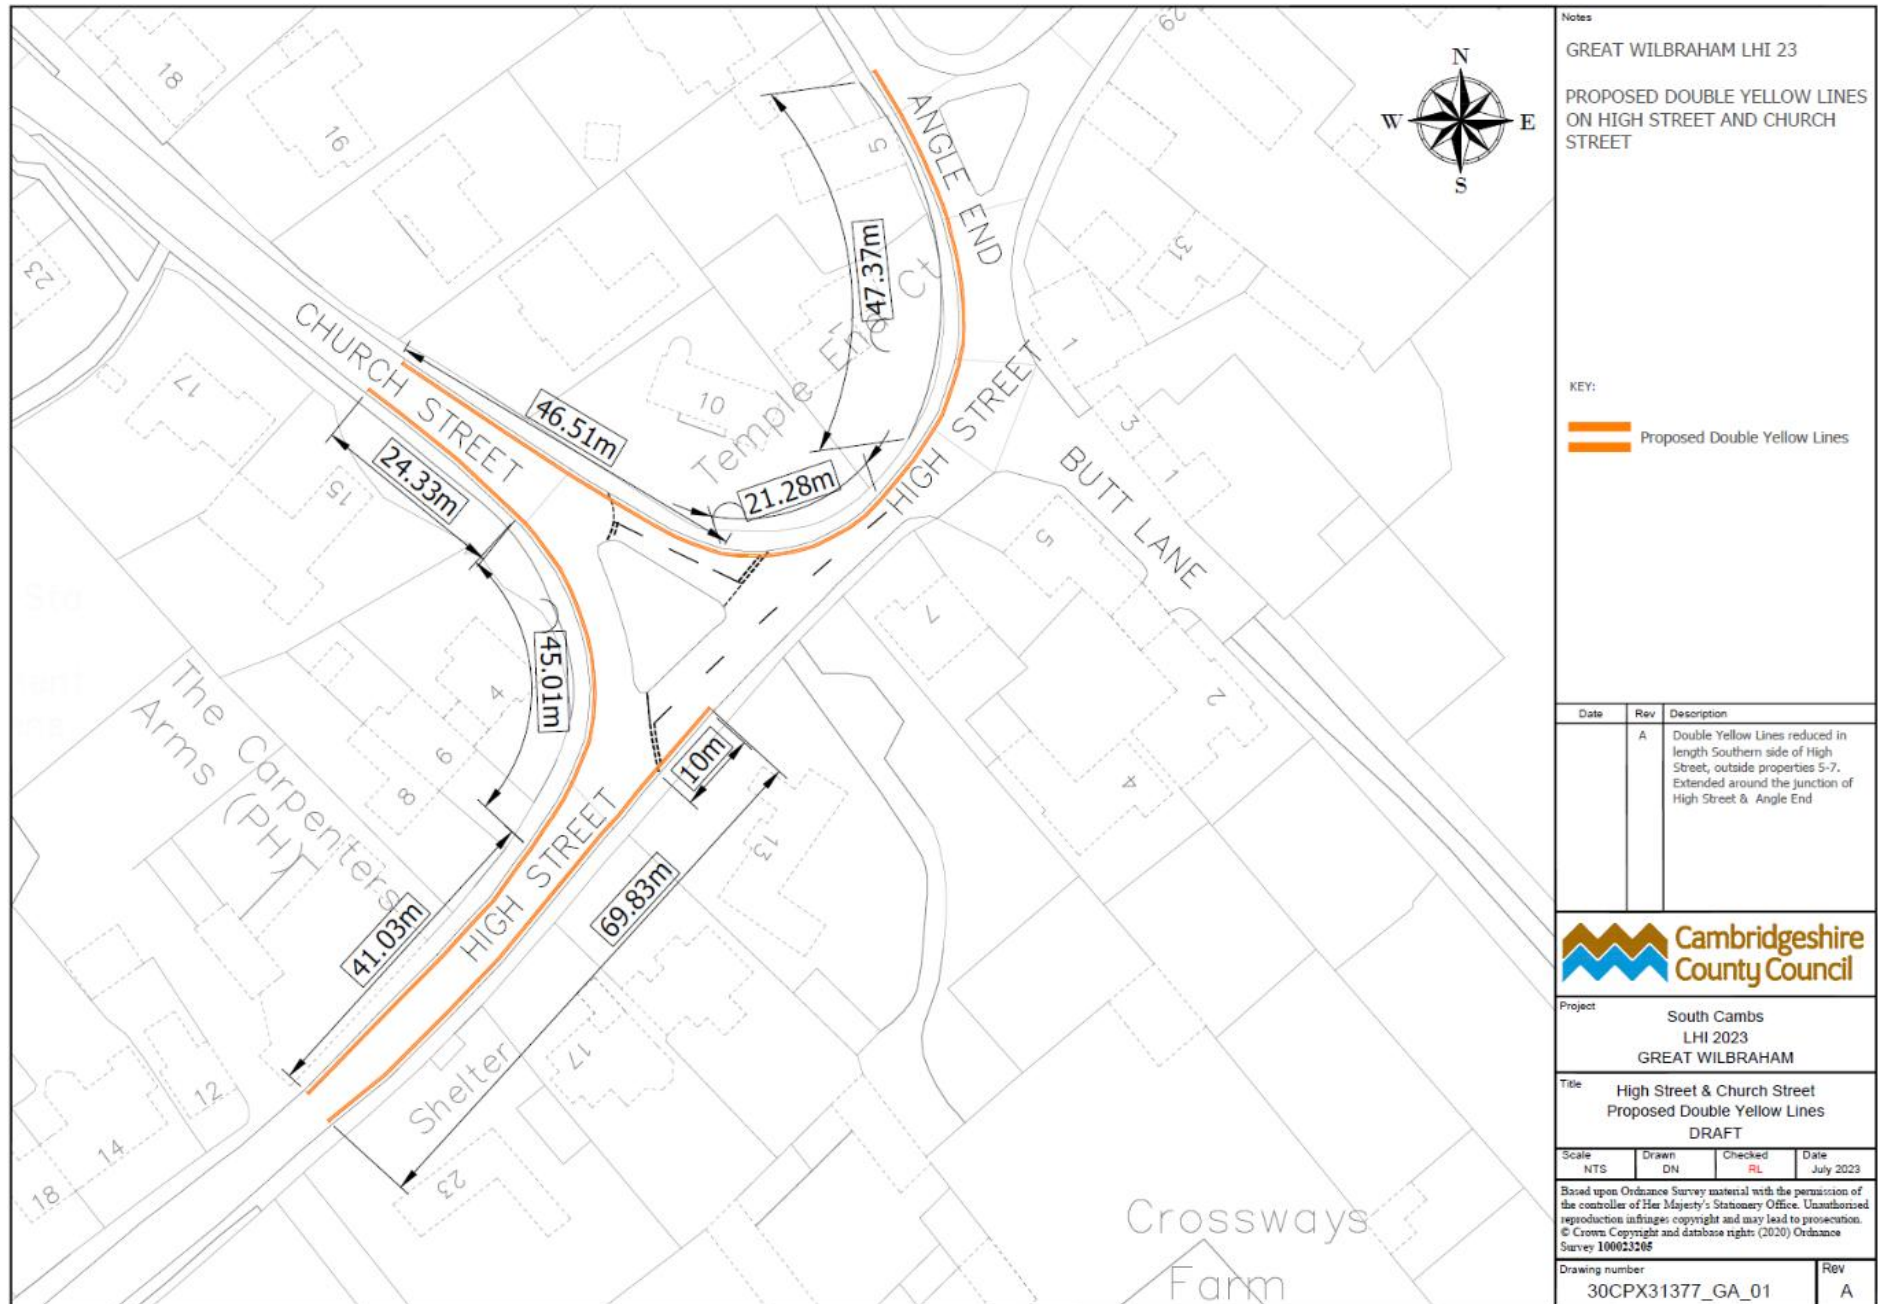 18
16
23
17
CHURCH STREET
46.51m
24.33m
15
10
Temple End Ct
1
5
47.37m
21.28m
ANGLE END
29
31
N
W
E
S
HIGH STREET
1
3
1
BUTT LANE
5
7
2
4
45.01m
4
6
8
The Carpenters
Arms (PH)
10m
13
HIGH STREET
69.83m
41.03m
Shelter
17
12
14
18
23
Crossways
Farm
Notes
GREAT WILBRAHAM LHI 23
PROPOSED DOUBLE YELLOW LINES
ON HIGH STREET AND CHURCH
STREET
KEY:
Proposed Double Yellow Lines
Date Rev Description
A Double Yellow Lines reduced in
length Southern side of High
Street, outside properties 5-7.
Extended around the junction of
High Street & Angle End
Cambridgeshire
County Council
Project
South Cambs
LHI 2023
GREAT WILBRAHAM
Title
High Street & Church Street
Proposed Double Yellow Lines
DRAFT
Scale Drawn Checked Date
NTS DN RL July 2023
Based upon Ordnance Survey material with the permission of
the controller of Her Majesty's Stationery Office. Unauthorised
reproduction infringes copyright and may lead to prosecution.
© Crown Copyright and database rights (2020) Ordnance
Survey 100023205
Drawing number Rev
30CPX31377_GA_01 A